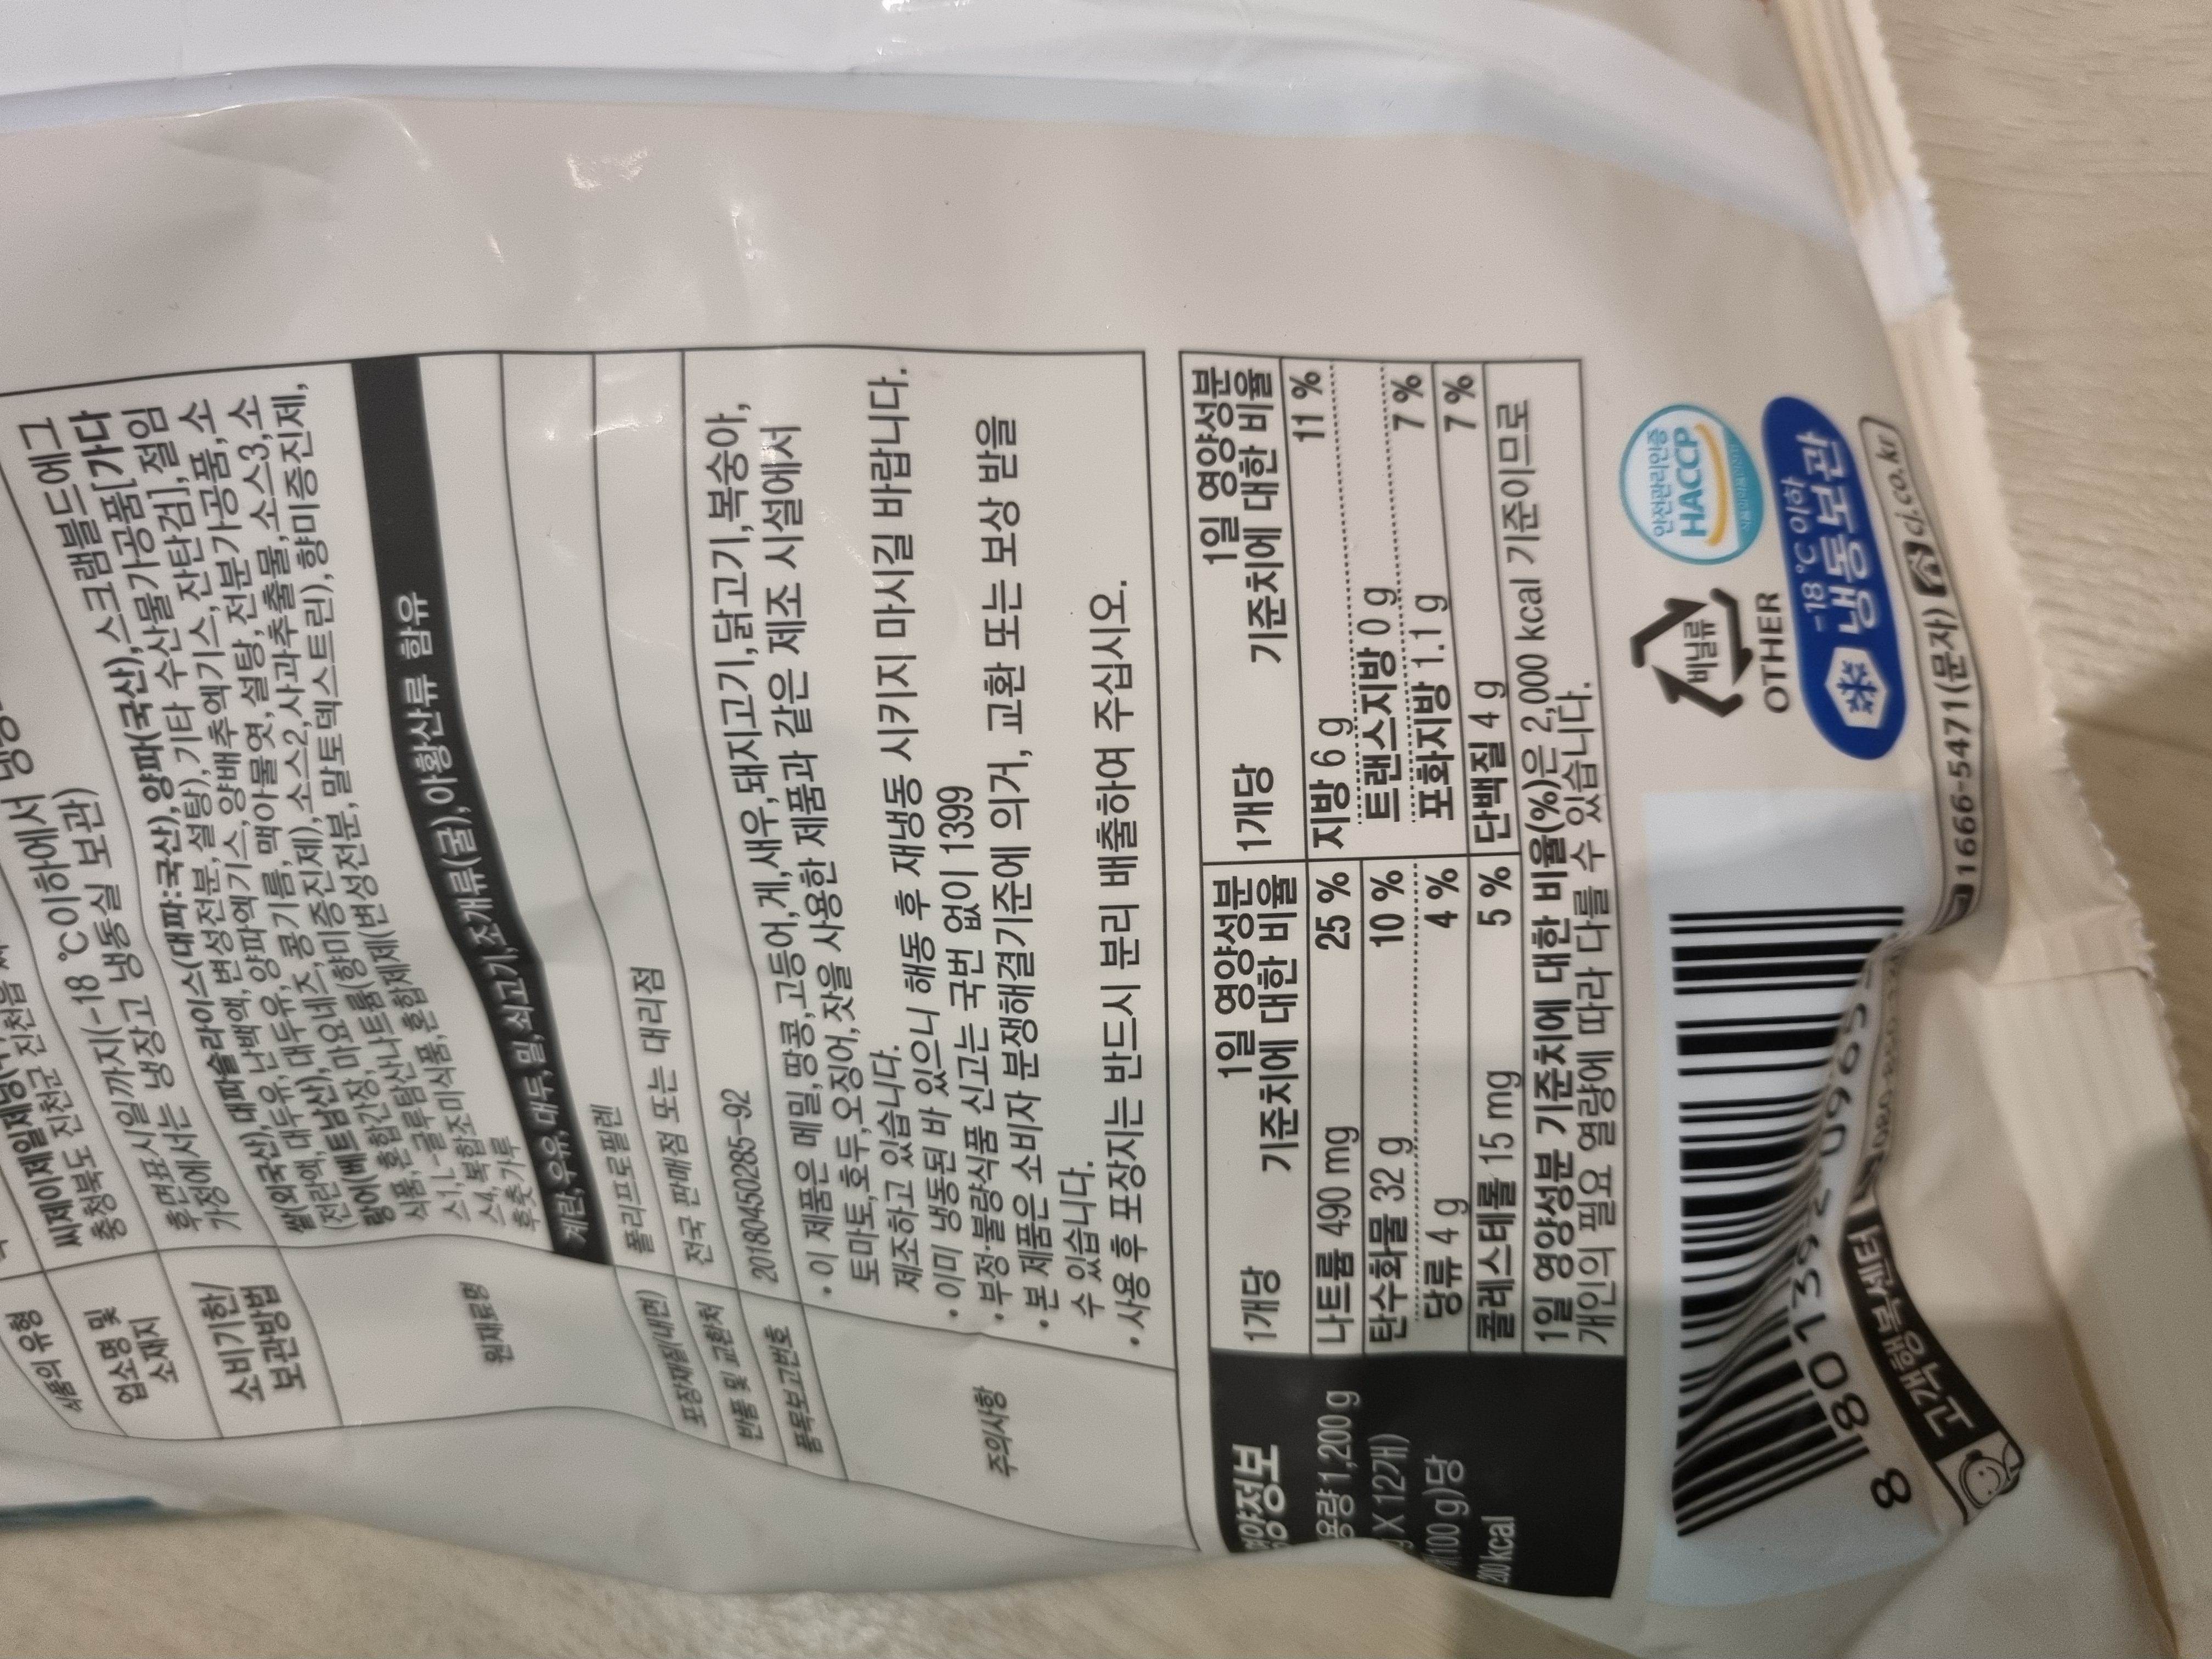 식품의 유형
업소명 및
소재지
충청북도 진천군 진천읍
소비기한/
보관방법
후면표시일까지(-18 ℃이하에서
가정에서는 냉장고 냉동실 보관)
원재료명
쌀(외국산),대파슬라이스(대파:국산),양파(국산),스크램블드에그
(전란액,대두유,난백액,변성전분,설탕),기타 수산물가공품[가다
랑어(베트남산),대두유,양파엑기스,양배추엑기스,잔탄검],절임
식품,혼합간장,마요네즈,콩기름,맥아물엿,설탕,전분가공품,소
스1,L-글루탐산나트륨(향미증진제),소스2,사과추출물,소스3,소
스4,복합조미식품,혼합제제(변성전분,말토덱스트린),향미증진제,
후춧가루
계란,우유,대두,밀,쇠고기,조개류(굴),아황산류 함유
포장재질(내면)
폴리프로필렌
반품 및 교환처
전국 판매점 또는 대리점
품목보고번호
20180450285-92
주의사항
• 이 제품은 메밀,땅콩,고등어,게,새우,돼지고기,닭고기,복숭아,
토마토,호두,오징어,잣을 사용한 제품과 같은 제조 시설에서
제조하고 있습니다.
• 이미 냉동된 바 있으니 해동 후 재냉동 시키지 마시길 바랍니다.
• 부정·불량식품 신고는 국번 없이 1399
• 본 제품은 소비자 분쟁해결기준에 의거, 교환 또는 보상 받을
수 있습니다.
• 사용 후 포장지는 반드시 분리 배출하여 주십시오.
1,200 g
X 12개)
(100 g)당
200 kcal
1개당 1일 영양성분
기준치에 대한 비율
1개당 1일 영양성분
기준치에 대한 비율
나트륨 490 mg 25 % 지방 6 g 11 %
탄수화물 32 g 10 % 트랜스지방 0 g
당류 4 g 4 % 포화지방 1.1 g 7 %
콜레스테롤 15 mg 5 % 단백질 4 g 7 %
1일 영양성분 기준치에 대한 비율(%)은 2,000 kcal 기준이므로
개인의 필요 열량에 따라 다를 수 있습니다.
비닐류
OTHER
안전관리인증
HACCP
-18℃이하
냉동보관
고객행복센터
1666-5471(문자) cj.co.kr